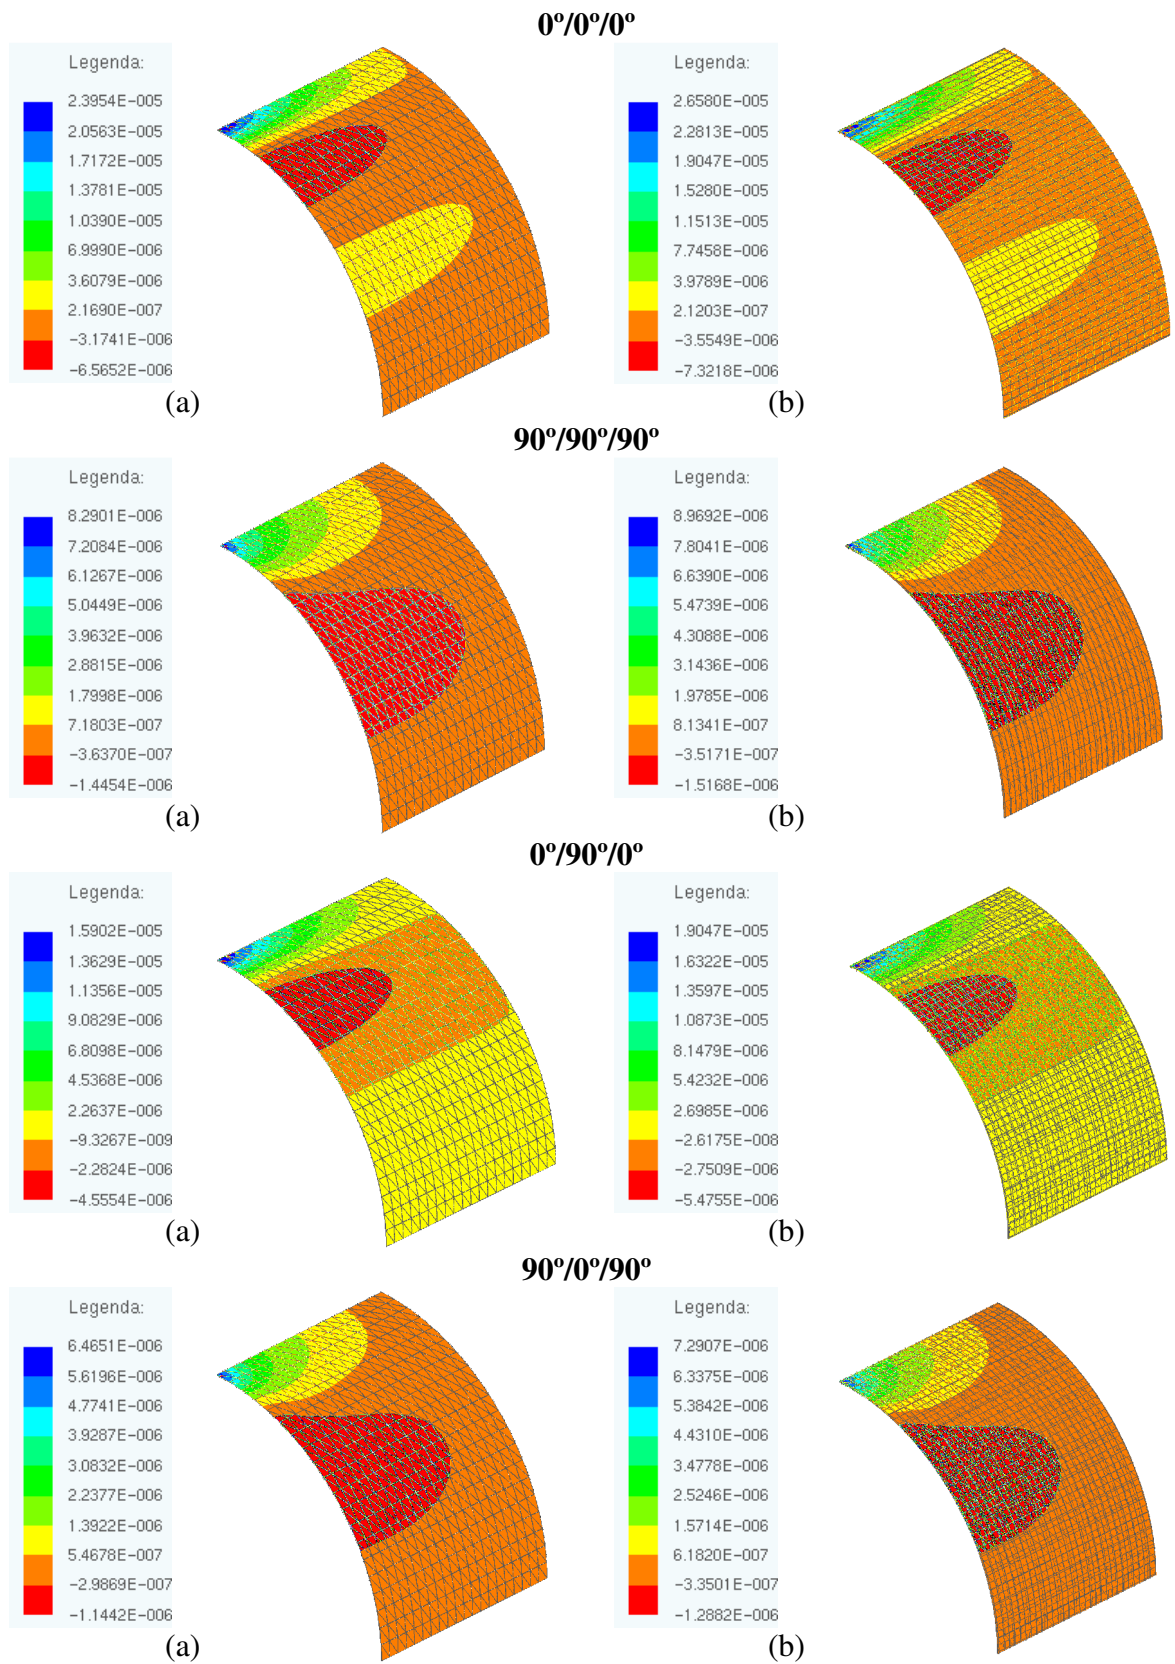 0º/0º/0º
Legenda:
2.3954E-005
2.0563E-005
1.7172E-005
1.3781E-005
1.0390E-005
6.9990E-006
3.6079E-006
2.1690E-007
-3.1741E-006
-6.5652E-006
(a)
Legenda:
2.6580E-005
2.2813E-005
1.9047E-005
1.5280E-005
1.1513E-005
7.7458E-006
3.9789E-006
2.1203E-007
-3.5549E-006
-7.3218E-006
(b)
90º/90º/90º
Legenda:
8.2901E-006
7.2084E-006
6.1267E-006
5.0449E-006
3.9632E-006
2.8815E-006
1.7998E-006
7.1803E-007
-3.6370E-007
-1.4454E-006
(a)
Legenda:
8.9692E-006
7.8041E-006
6.6390E-006
5.4739E-006
4.3088E-006
3.1436E-006
1.9785E-006
8.1341E-007
-3.5171E-007
-1.5168E-006
(b)
0º/90º/0º
Legenda:
1.5902E-005
1.3629E-005
1.1356E-005
9.0829E-006
6.8098E-006
4.5368E-006
2.2637E-006
-9.3267E-009
-2.2824E-006
-4.5554E-006
(a)
Legenda:
1.9047E-005
1.6322E-005
1.3597E-005
1.0873E-005
8.1479E-006
5.4232E-006
2.6985E-006
-2.6175E-008
-2.7509E-006
-5.4755E-006
(b)
90º/0º/90º
Legenda:
6.4651E-006
5.6196E-006
4.7741E-006
3.9287E-006
3.0832E-006
2.2377E-006
1.3922E-006
5.4678E-007
-2.9869E-007
-1.1442E-006
(a)
Legenda:
7.2907E-006
6.3375E-006
5.3842E-006
4.4310E-006
3.4778E-006
2.5246E-006
1.5714E-006
6.1820E-007
-3.3501E-007
-1.2882E-006
(b)